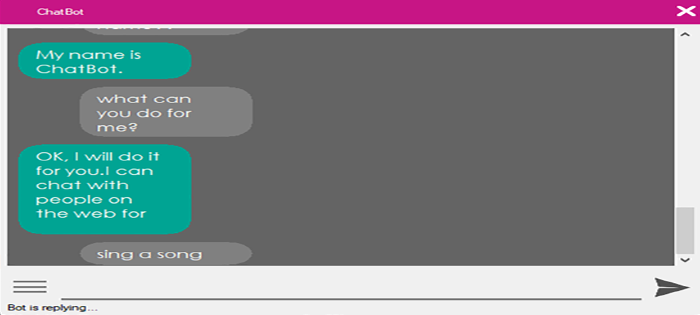 ChatBot
My name is
ChatBot.
what can
you do for
me?
OK, I will do it
for you.I can
chat with
people on
the web for
sing a song
Bot is replying...